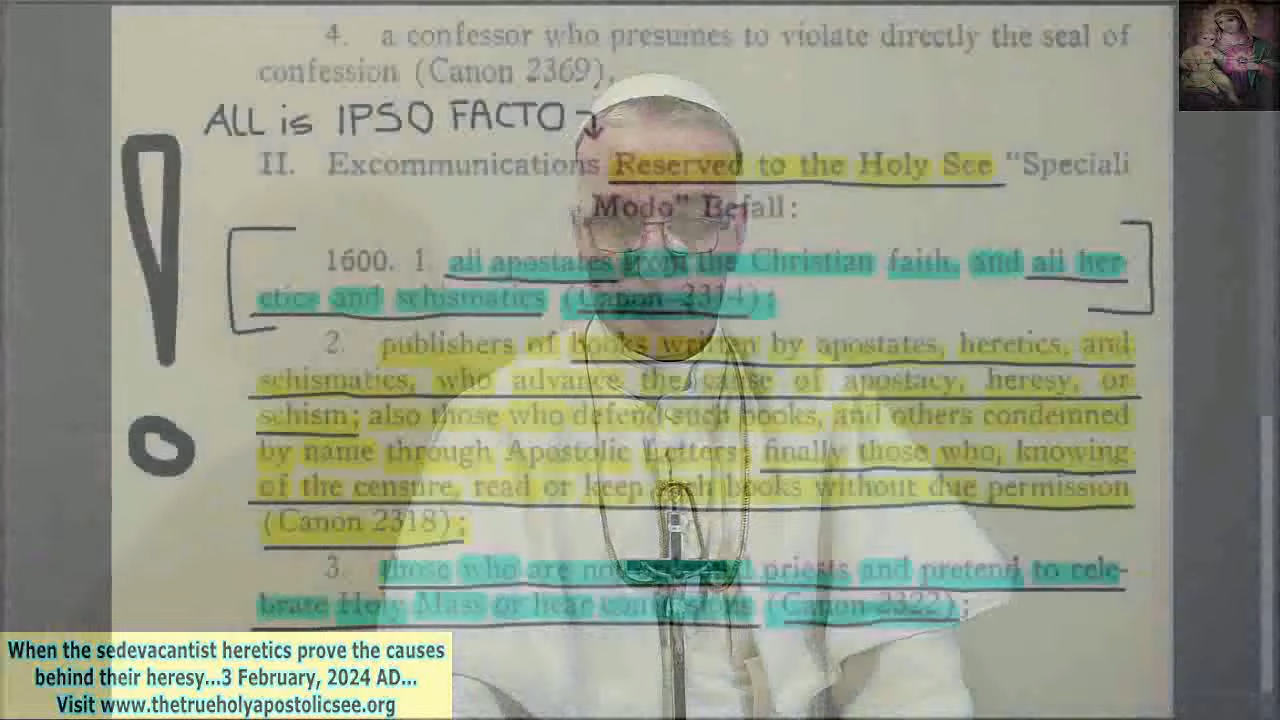 4. a confessor who presumes to violate directly the seal of
confession (Canon 2369).
ALL is IPSO FACTO
II. Excommunications Reserved to the Holy See "Speciali
Modo" Befall:
1600. 1. all apostates from the Christian faith, and all her-
etics and schismatics (Canon 2314);
2. publishers of books written by apostates, heretics, and
schismatics, who advance the cause of apostacy, heresy, or
schism; also those who defend such books, and others condemned
by name through Apostolic Letters; finally those who, knowing
of the censure, read or keep such books without due permission
(Canon 2318);
3. those who are not priests and pretend to cele-
brate Holy Mass or hear confessions (Canon 2322);
When the sedevacantist heretics prove the causes
behind their heresy...3 February, 2024 AD...
Visit www.thetrueholyapostolicsee.org